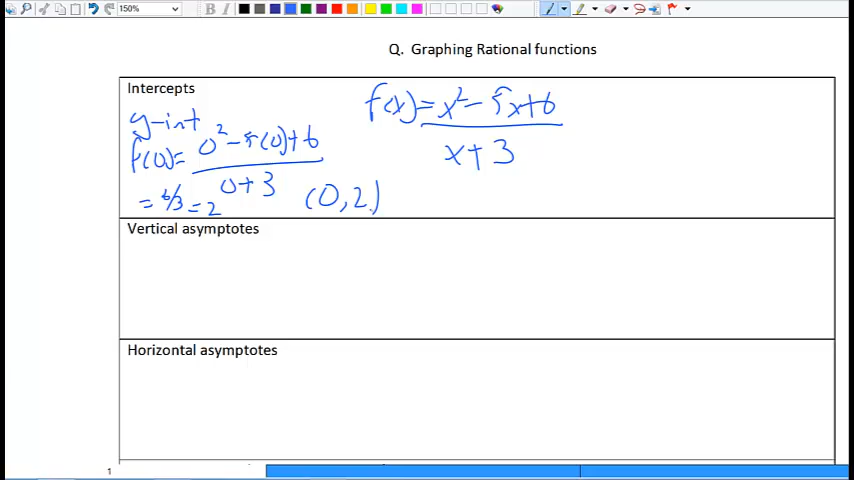 150%
B I A
Q. Graphing Rational functions
Intercepts
y-int
f(x) = x² - 5x+6
x + 3
f(0) = 0² - 5(0) + 6
0 + 3
= 6/3 = 2 (0, 2)
Vertical asymptotes
Horizontal asymptotes
1